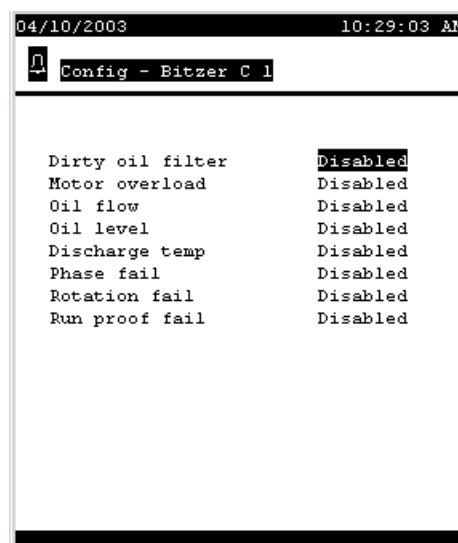 04/10/2003 10:29:03 AM
Config - Bitzer C 1
Dirty oil filter Disabled
Motor overload Disabled
Oil flow Disabled
Oil level Disabled
Discharge temp Disabled
Phase fail Disabled
Rotation fail Disabled
Run proof fail Disabled